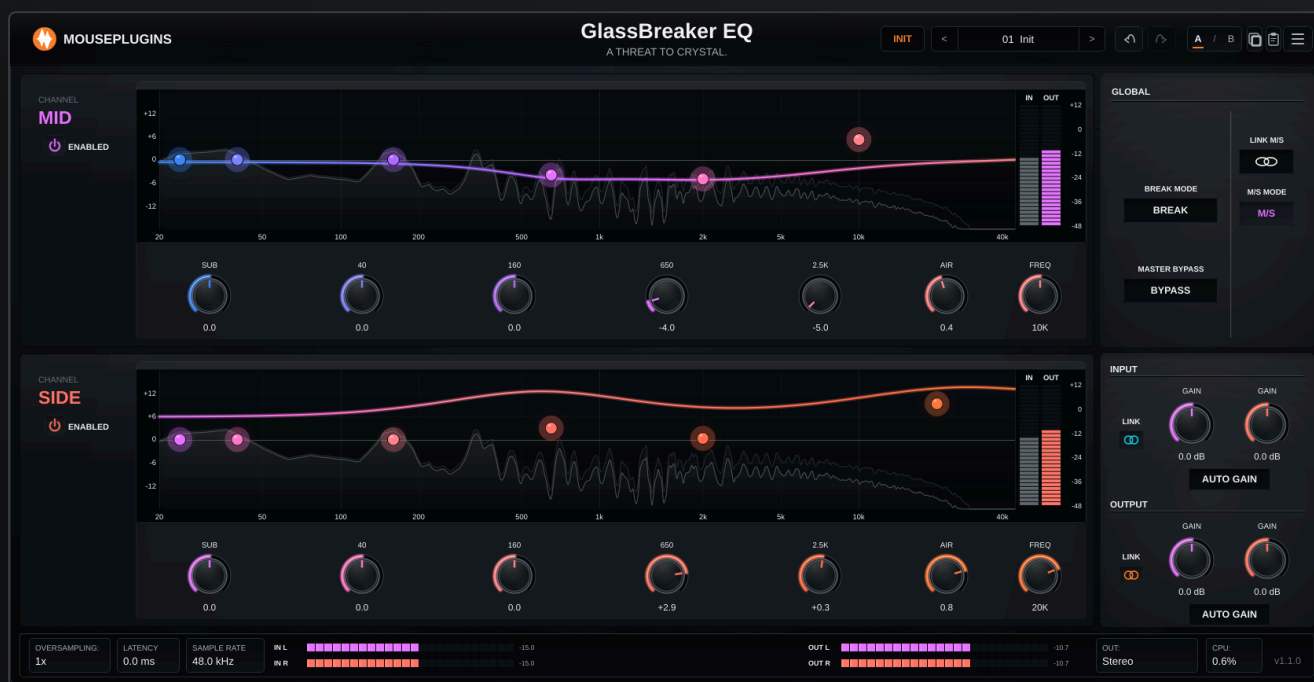 MOUSEPLUGINS
GlassBreaker EQ
A THREAT TO CRYSTAL.
INIT
< 01 Init >
A / B
CHANNEL
MID
ENABLED
+12
+6
0
-6
-12
20 50 100 200 500 1k 2k 5k 10k 40k
IN OUT
+12
0
-12
-24
-36
-48
SUB 40 160 650 2.5K AIR FREQ
0.0 0.0 0.0 -4.0 -5.0 0.4 10K
GLOBAL
LINK M/S
BREAK MODE
BREAK
M/S MODE
M/S
MASTER BYPASS
BYPASS
CHANNEL
SIDE
ENABLED
+12
+6
0
-6
-12
20 50 100 200 500 1k 2k 5k 10k 40k
IN OUT
+12
0
-12
-24
-36
-48
SUB 40 160 650 2.5K AIR FREQ
0.0 0.0 0.0 +2.9 +0.3 0.8 20K
INPUT
GAIN GAIN
LINK
0.0 dB 0.0 dB
AUTO GAIN
OUTPUT
GAIN GAIN
LINK
0.0 dB 0.0 dB
AUTO GAIN
OVERSAMPLING:
1x
LATENCY
0.0 ms
SAMPLE RATE
48.0 kHz
IN L -15.0
IN R -15.0
OUT L -10.7
OUT R -10.7
OUT:
Stereo
CPU:
0.6%
v1.1.0